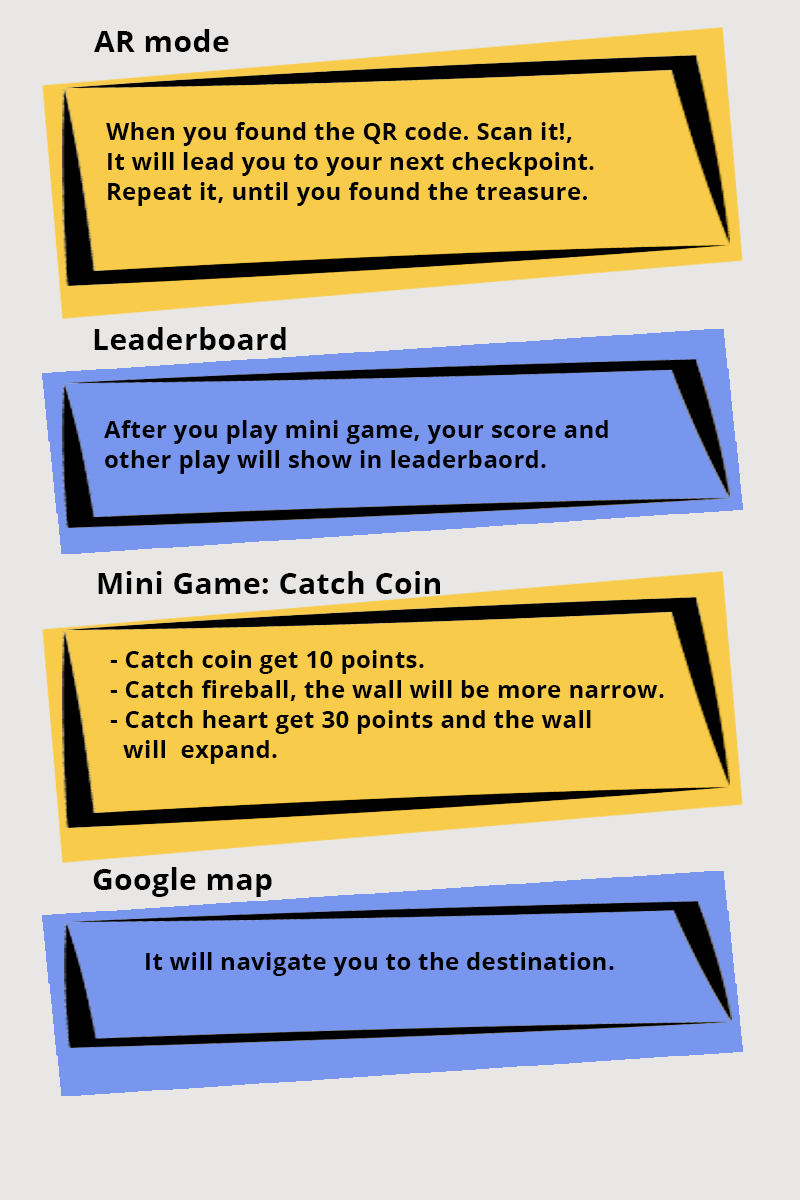 AR mode
When you found the QR code. Scan it!,
It will lead you to your next checkpoint.
Repeat it, until you found the treasure.
Leaderboard
After you play mini game, your score and
other play will show in leaderbaord.
Mini Game: Catch Coin
- Catch coin get 10 points.
- Catch fireball, the wall will be more narrow.
- Catch heart get 30 points and the wall
will  expand.
Google map
It will navigate you to the destination.